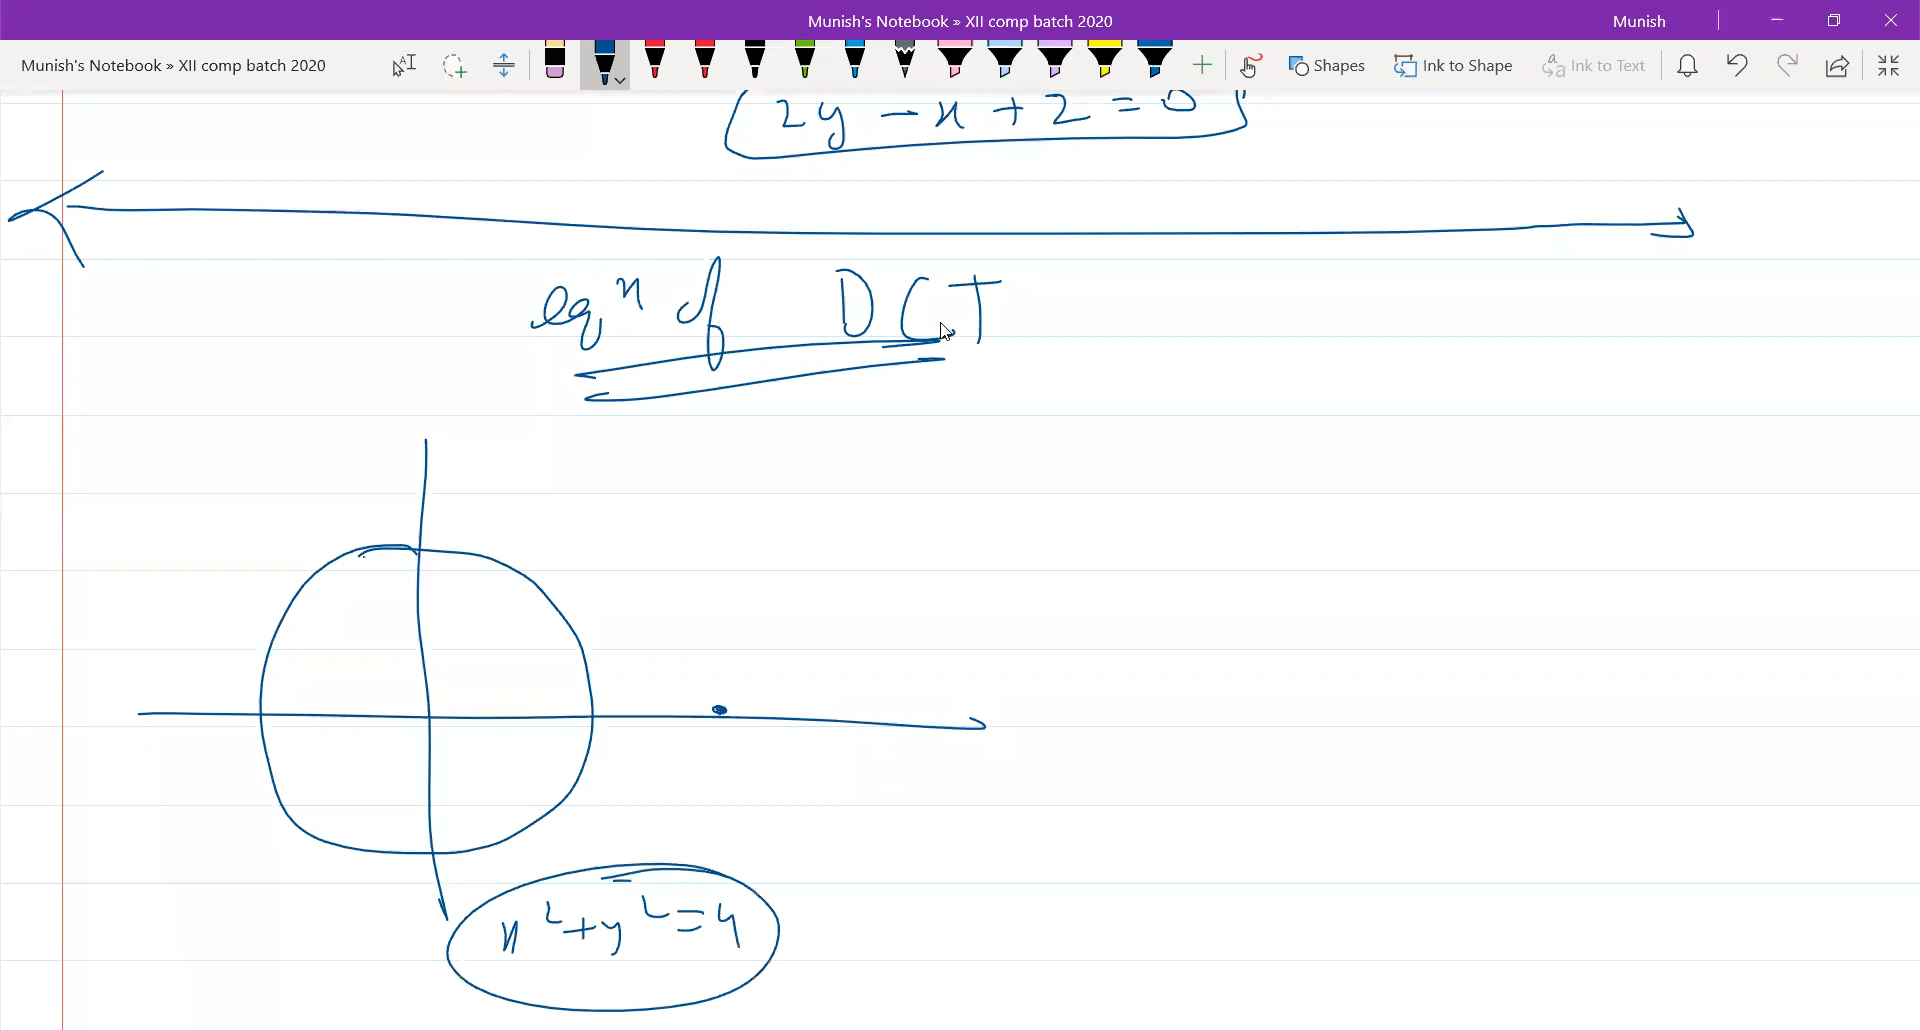 Munish's Notebook » XII comp batch 2020
Munish
Munish's Notebook » XII comp batch 2020
Shapes
Ink to Shape
Ink to Text
2y - x + 2 = 0
eqⁿ of DCT
x² + y² = 4